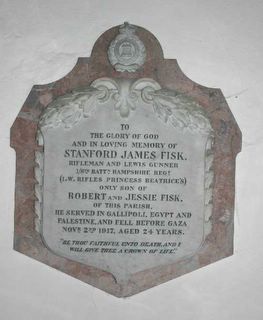 TO
THE GLORY OF GOD
AND IN LOVING MEMORY OF
STANFORD JAMES FISK.
RIFLEMAN AND LEWIS GUNNER
1/8TH BATTN HAMPSHIRE REGT
(I.W. RIFLES PRINCESS BEATRICE'S)
ONLY SON OF
ROBERT AND JESSIE FISK,
OF THIS PARISH.
HE SERVED IN GALLIPOLI, EGYPT AND
PALESTINE, AND FELL BEFORE GAZA
NOVR 2ND 1917, AGED 24 YEARS.
"BE THOU FAITHFUL UNTO DEATH, AND I
WILL GIVE THEE A CROWN OF LIFE."